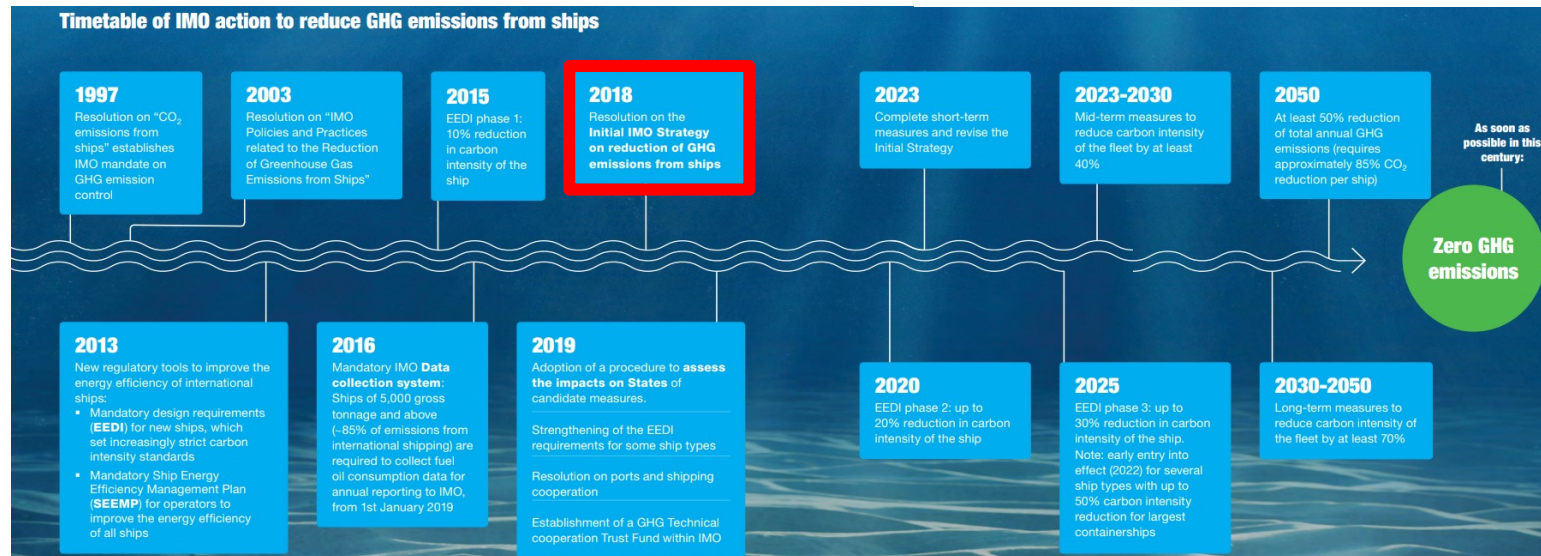 Timetable of IMO action to reduce GHG emissions from ships
1997
Resolution on “CO₂
emissions from
ships” establishes
IMO mandate on
GHG emission
control
2003
Resolution on “IMO
Policies and Practices
related to the Reduction
of Greenhouse Gas
Emissions from Ships”
2015
EEDI phase 1:
10% reduction
in carbon
intensity of the
ship
2018
Resolution on the
Initial IMO Strategy
on reduction of GHG
emissions from ships
2023
Complete short-term
measures and revise the
Initial Strategy
2023-2030
Mid-term measures to
reduce carbon intensity
of the fleet by at least
40%
2050
At least 50% reduction
of total annual GHG
emissions (requires
approximately 85% CO₂
reduction per ship)
As soon as
possible in this
century:
Zero GHG
emissions
2013
New regulatory tools to improve the
energy efficiency of international
ships:
▪ Mandatory design requirements
(EEDI) for new ships, which
set increasingly strict carbon
intensity standards
▪ Mandatory Ship Energy
Efficiency Management Plan
(SEEMP) for operators to
improve the energy efficiency
of all ships
2016
Mandatory IMO Data
collection system:
Ships of 5,000 gross
tonnage and above
(~85% of emissions from
international shipping) are
required to collect fuel
oil consumption data for
annual reporting to IMO,
from 1st January 2019
2019
Adoption of a procedure to assess
the impacts on States of
candidate measures.
Strengthening of the EEDI
requirements for some ship types
Resolution on ports and shipping
cooperation
Establishment of a GHG Technical
cooperation Trust Fund within IMO
2020
EEDI phase 2: up to
20% reduction in carbon
intensity of the ship
2025
EEDI phase 3: up to
30% reduction in carbon
intensity of the ship.
Note: early entry into
effect (2022) for several
ship types with up to
50% carbon intensity
reduction for largest
containerships
2030-2050
Long-term measures to
reduce carbon intensity of
the fleet by at least 70%